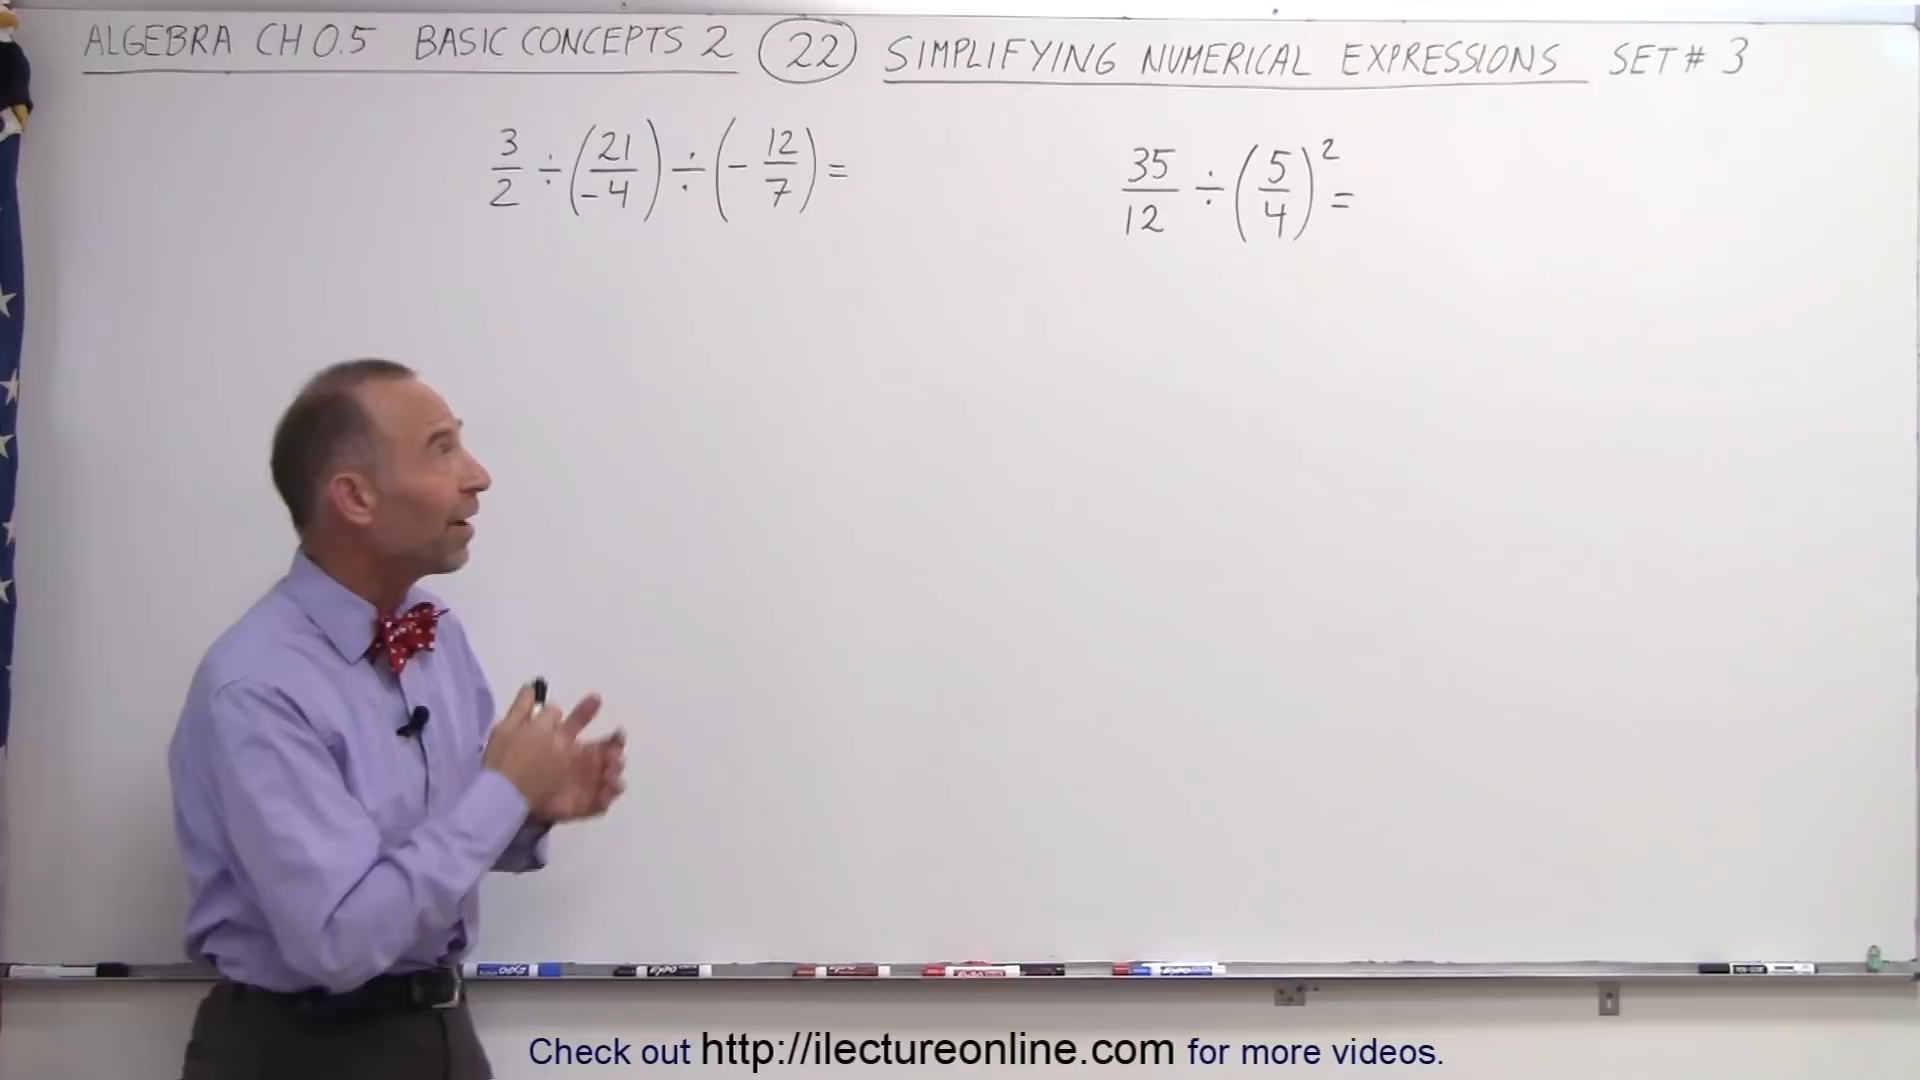 ALGEBRA CH 0.5 BASIC CONCEPTS 2 22 SIMPLIFYING NUMERICAL EXPRESSIONS SET # 3
3/2 ÷ (21/-4) ÷ (- 12/7) =
35/12 ÷ (5/4)² =
Check out http://ilectureonline.com for more videos.